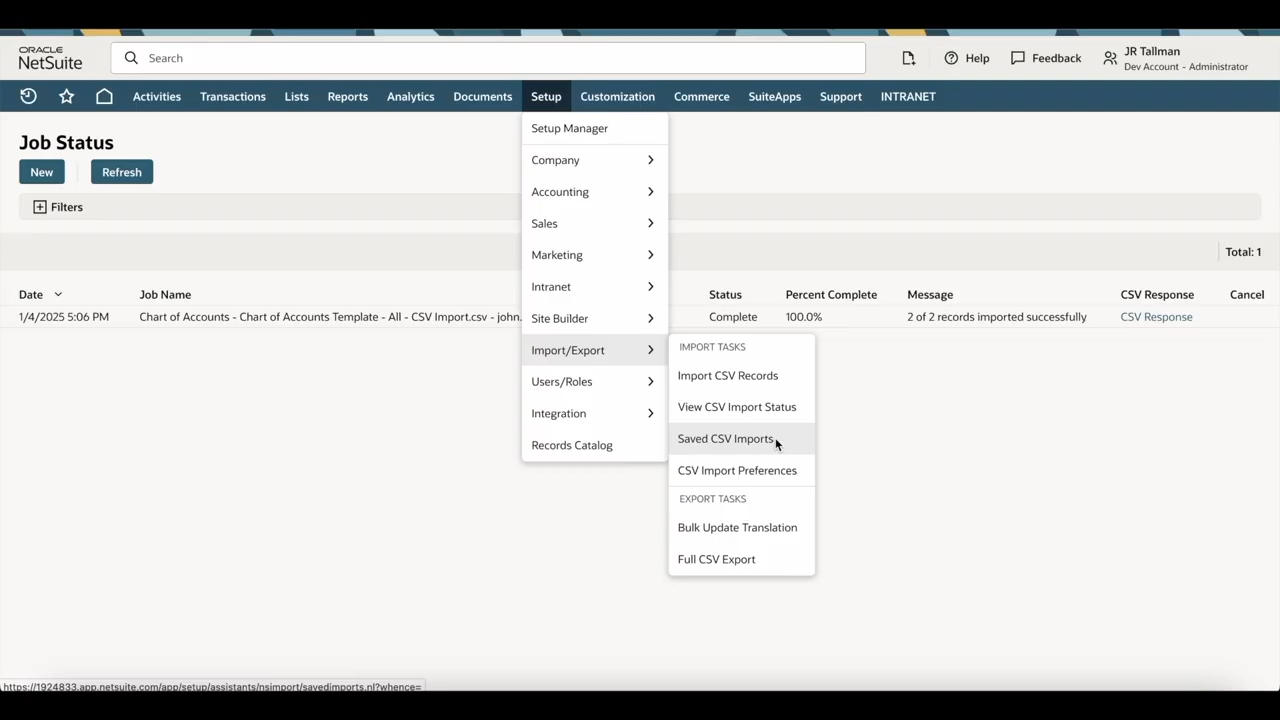 ORACLE
NetSuite
Search
Help
Feedback
JR Tallman
Dev Account - Administrator
Activities
Transactions
Lists
Reports
Analytics
Documents
Setup
Customization
Commerce
SuiteApps
Support
INTRANET
Job Status
New
Refresh
Filters
Total: 1
Date
Job Name
Status
Percent Complete
Message
CSV Response
Cancel
1/4/2025 5:06 PM
Chart of Accounts - Chart of Accounts Template - All - CSV Import.csv - john.
Complete
100.0%
2 of 2 records imported successfully
CSV Response
Setup Manager
Company
Accounting
Sales
Marketing
Intranet
Site Builder
Import/Export
Users/Roles
Integration
Records Catalog
IMPORT TASKS
Import CSV Records
View CSV Import Status
Saved CSV Imports
CSV Import Preferences
EXPORT TASKS
Bulk Update Translation
Full CSV Export
https://1924833.app.netsuite.com/app/setup/assistants/nsimport/savedimports.nl?whence=